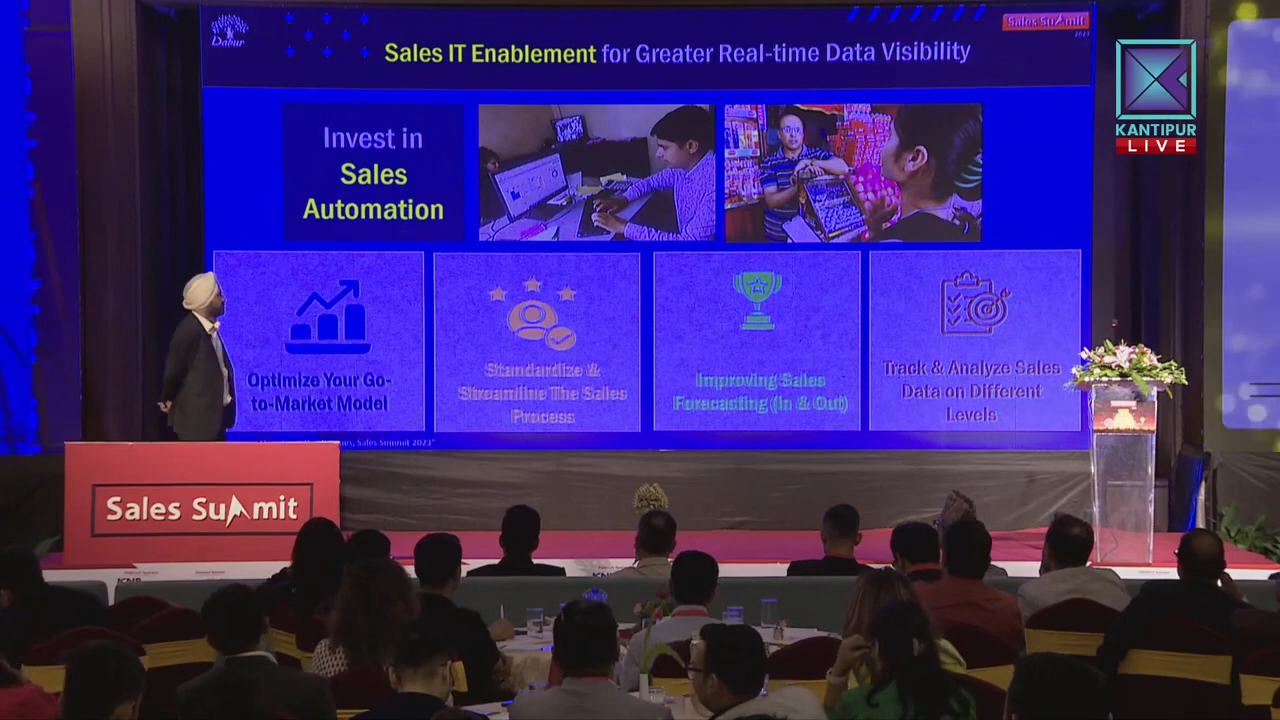 Dabur
Sales IT Enablement for Greater Real-time Data Visibility
Sales Summit
2023
KANTIPUR
LIVE
Invest in
Sales
Automation
Optimize Your Go-
to-Market Model
Standardize &
Streamline The Sales
Process
Improving Sales
Forecasting (In & Out)
Track & Analyze Sales
Data on Different
Levels
Sales Summit 2023"
Sales Summit